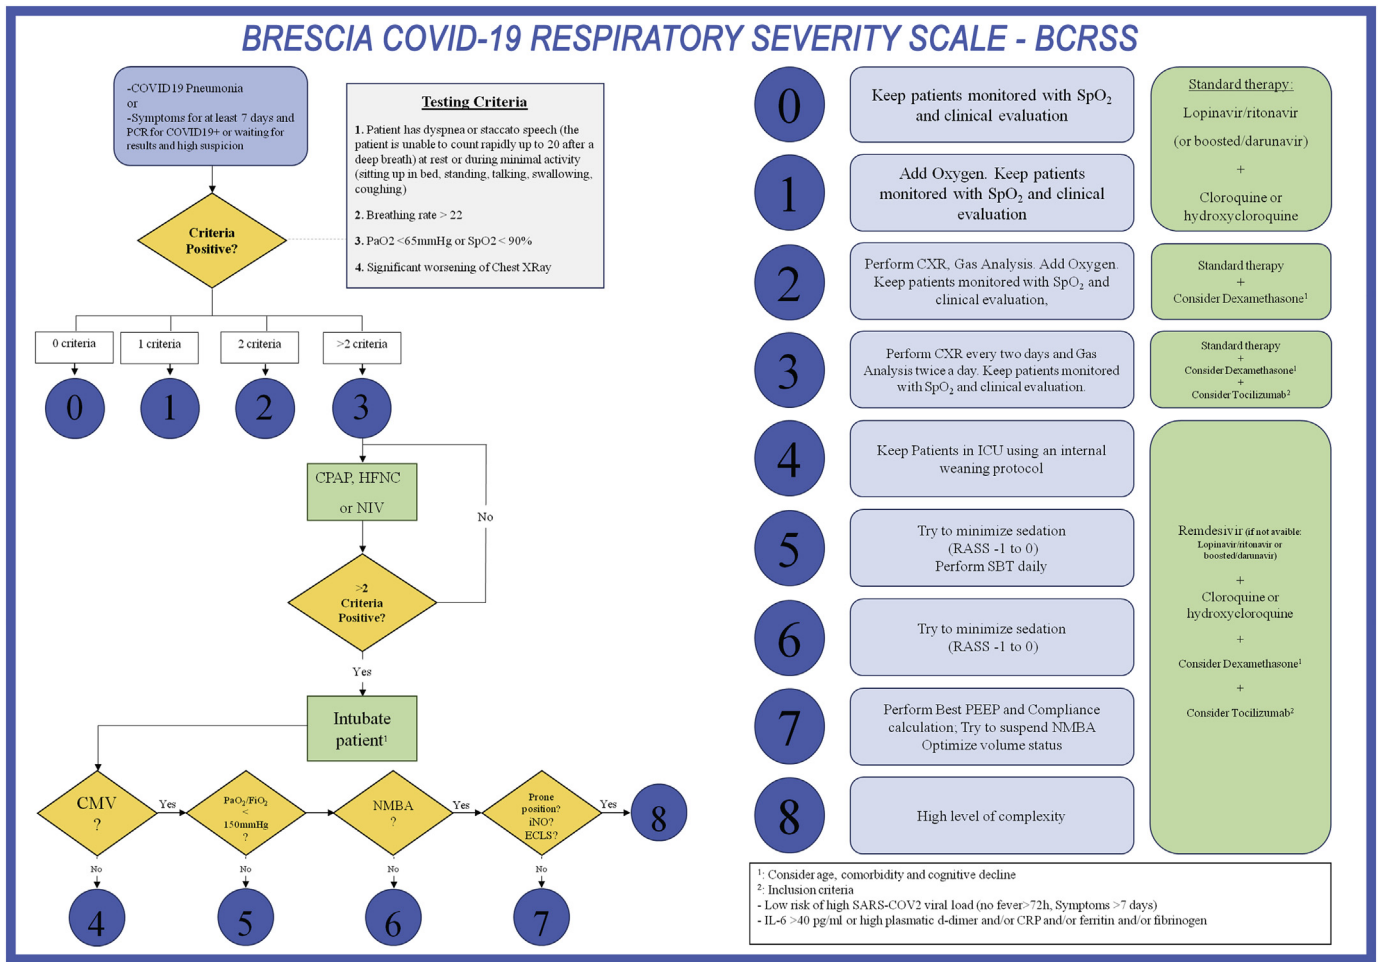 BRESCIA COVID-19 RESPIRATORY SEVERITY SCALE - BCRSS
-COVID19 Pneumonia
or
-Symptoms for at least 7 days and
PCR for COVID19+ or waiting for
results and high suspicion
Testing Criteria
1. Patient has dyspnea or staccato speech (the
patient is unable to count rapidly up to 20 after a
deep breath) at rest or during minimal activity
(sitting up in bed, standing, talking, swallowing,
coughing)
2. Breathing rate > 22
3. PaO2 <65mmHg or SpO2 < 90%
4. Significant worsening of Chest XRay
Criteria
Positive?
0 criteria
1 criteria
2 criteria
>2 criteria
0
1
2
3
CPAP, HFNC
or NIV
No
>2
Criteria
Positive?
Yes
Intubate
patient¹
CMV
?
Yes
PaO₂/FiO₂
<
150mmHg
?
NMBA
?
Yes
Prone
position?
iNO?
ECLS?
Yes
8
No
No
No
No
4
5
6
7
0
Keep patients monitored with SpO₂
and clinical evaluation
1
Add Oxygen. Keep patients
monitored with SpO₂ and clinical
evaluation
Standard therapy:
Lopinavir/ritonavir
(or boosted/darunavir)
+
Cloroquine or
hydroxycloroquine
2
Perform CXR, Gas Analysis. Add Oxygen.
Keep patients monitored with SpO₂ and
clinical evaluation,
Standard therapy
+
Consider Dexamethasone¹
3
Perform CXR every two days and Gas
Analysis twice a day. Keep patients monitored
with SpO₂ and clinical evaluation.
Standard therapy
+
Consider Dexamethasone¹
+
Consider Tocilizumab²
4
Keep Patients in ICU using an internal
weaning protocol
5
Try to minimize sedation
(RASS -1 to 0)
Perform SBT daily
6
Try to minimize sedation
(RASS -1 to 0)
7
Perform Best PEEP and Compliance
calculation; Try to suspend NMBA
Optimize volume status
8
High level of complexity
Remdesivir (if not avaible:
Lopinavir/ritonavir or
boosted/darunavir)
+
Cloroquine or
hydroxycloroquine
+
Consider Dexamethasone¹
+
Consider Tocilizumab²
¹: Consider age, comorbidity and cognitive decline
²: Inclusion criteria
- Low risk of high SARS-COV2 viral load (no fever>72h, Symptoms >7 days)
- IL-6 >40 pg/ml or high plasmatic d-dimer and/or CRP and/or ferritin and/or fibrinogen